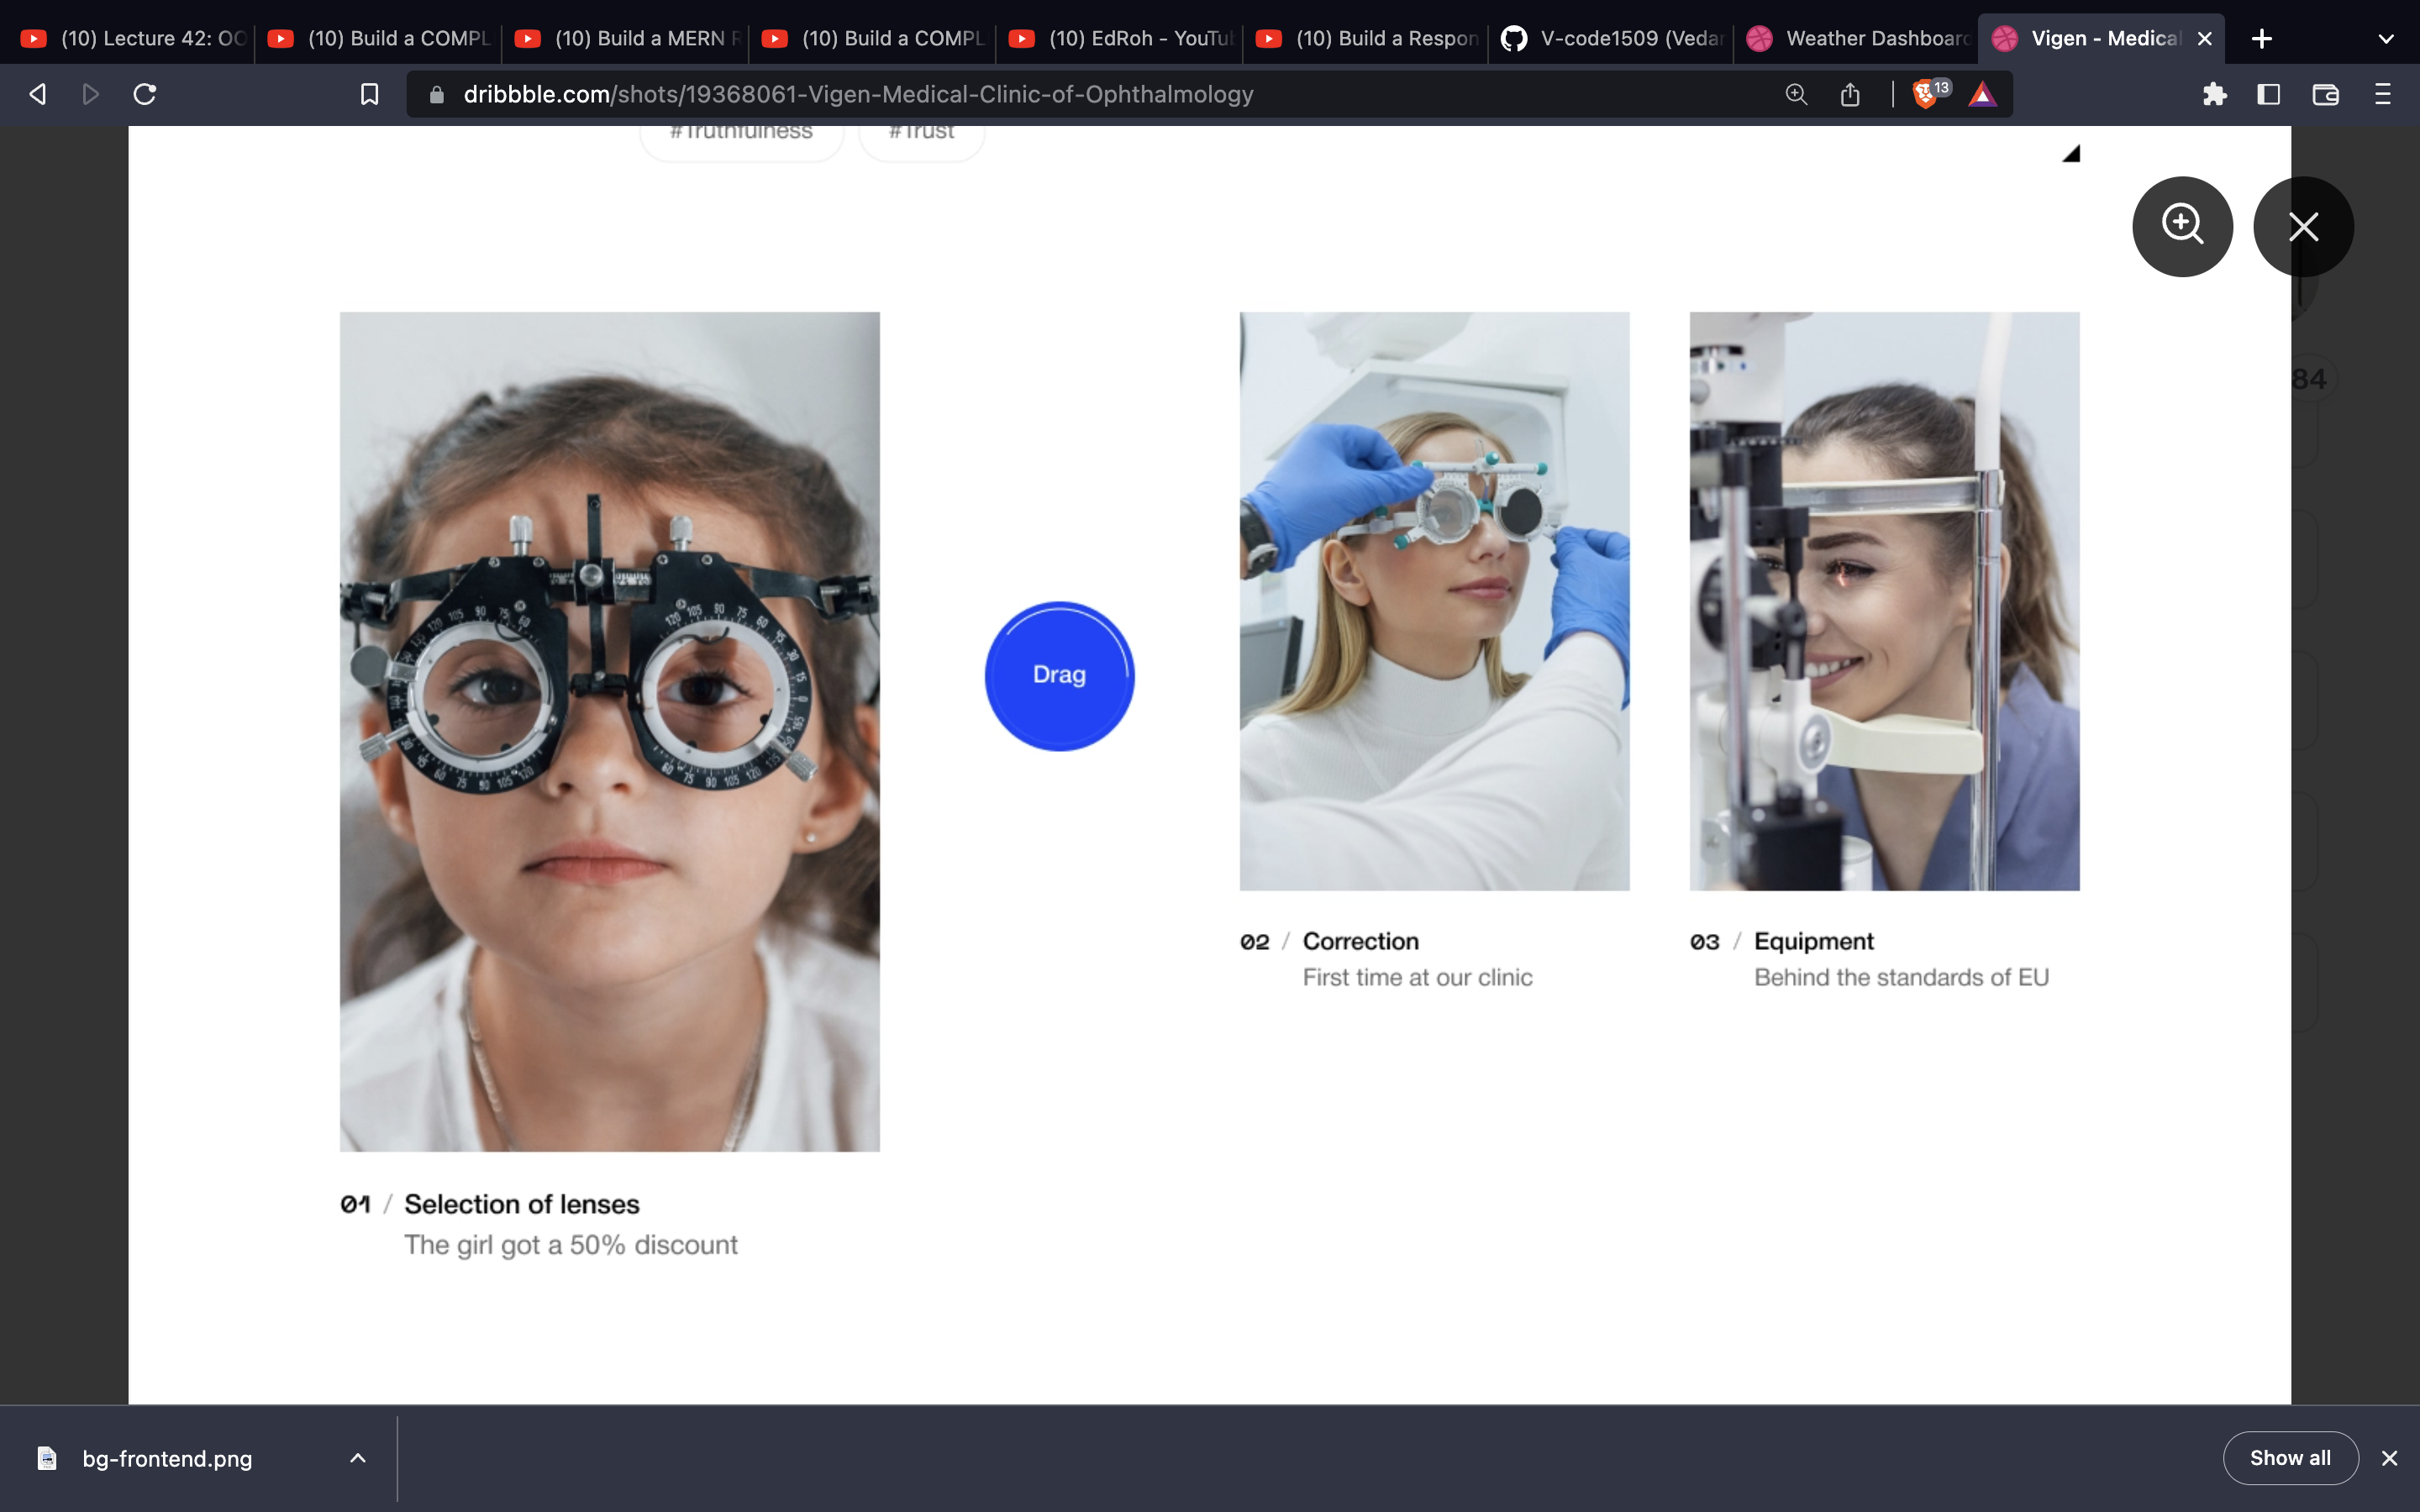 (10) Lecture 42: OO
(10) Build a COMPL
(10) Build a MERN R
(10) Build a COMPL
(10) EdRoh - YouTu
(10) Build a Respon
V-code1509 (Vedan
Weather Dashboard
Vigen - Medical
dribbble.com/shots/19368061-Vigen-Medical-Clinic-of-Ophthalmology
13
#Truthfulness
#Trust
84
Drag
02 / Correction
First time at our clinic
03 / Equipment
Behind the standards of EU
01 / Selection of lenses
The girl got a 50% discount
bg-frontend.png
Show all